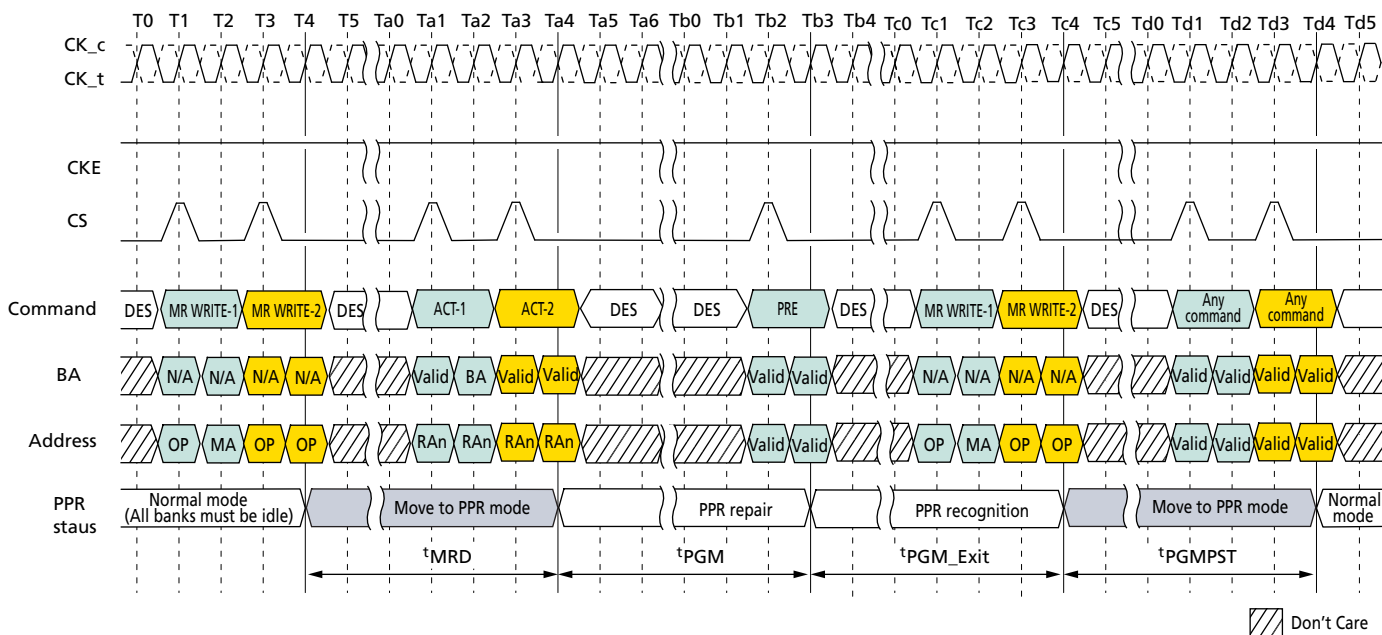 T0 T1 T2 T3 T4 T5 Ta0 Ta1 Ta2 Ta3 Ta4 Ta5 Ta6 Tb0 Tb1 Tb2 Tb3 Tb4 Tc0 Tc1 Tc2 Tc3 Tc4 Tc5 Td0 Td1 Td2 Td3 Td4 Td5
CK_c
CK_t
CKE
CS
Command DES MR WRITE-1 MR WRITE-2 DES ACT-1 ACT-2 DES DES PRE DES MR WRITE-1 MR WRITE-2 DES Any command Any command
BA N/A N/A N/A N/A Valid BA Valid Valid Valid Valid N/A N/A N/A N/A Valid Valid Valid Valid
Address OP MA OP OP RAn RAn RAn RAn Valid Valid OP MA OP OP Valid Valid Valid Valid
PPR staus
Normal mode
(All banks must be idle)
Move to PPR mode
PPR repair
PPR recognition
Move to PPR mode
Normal
mode
tMRD tPGM tPGM_Exit tPGMPST
Don't Care